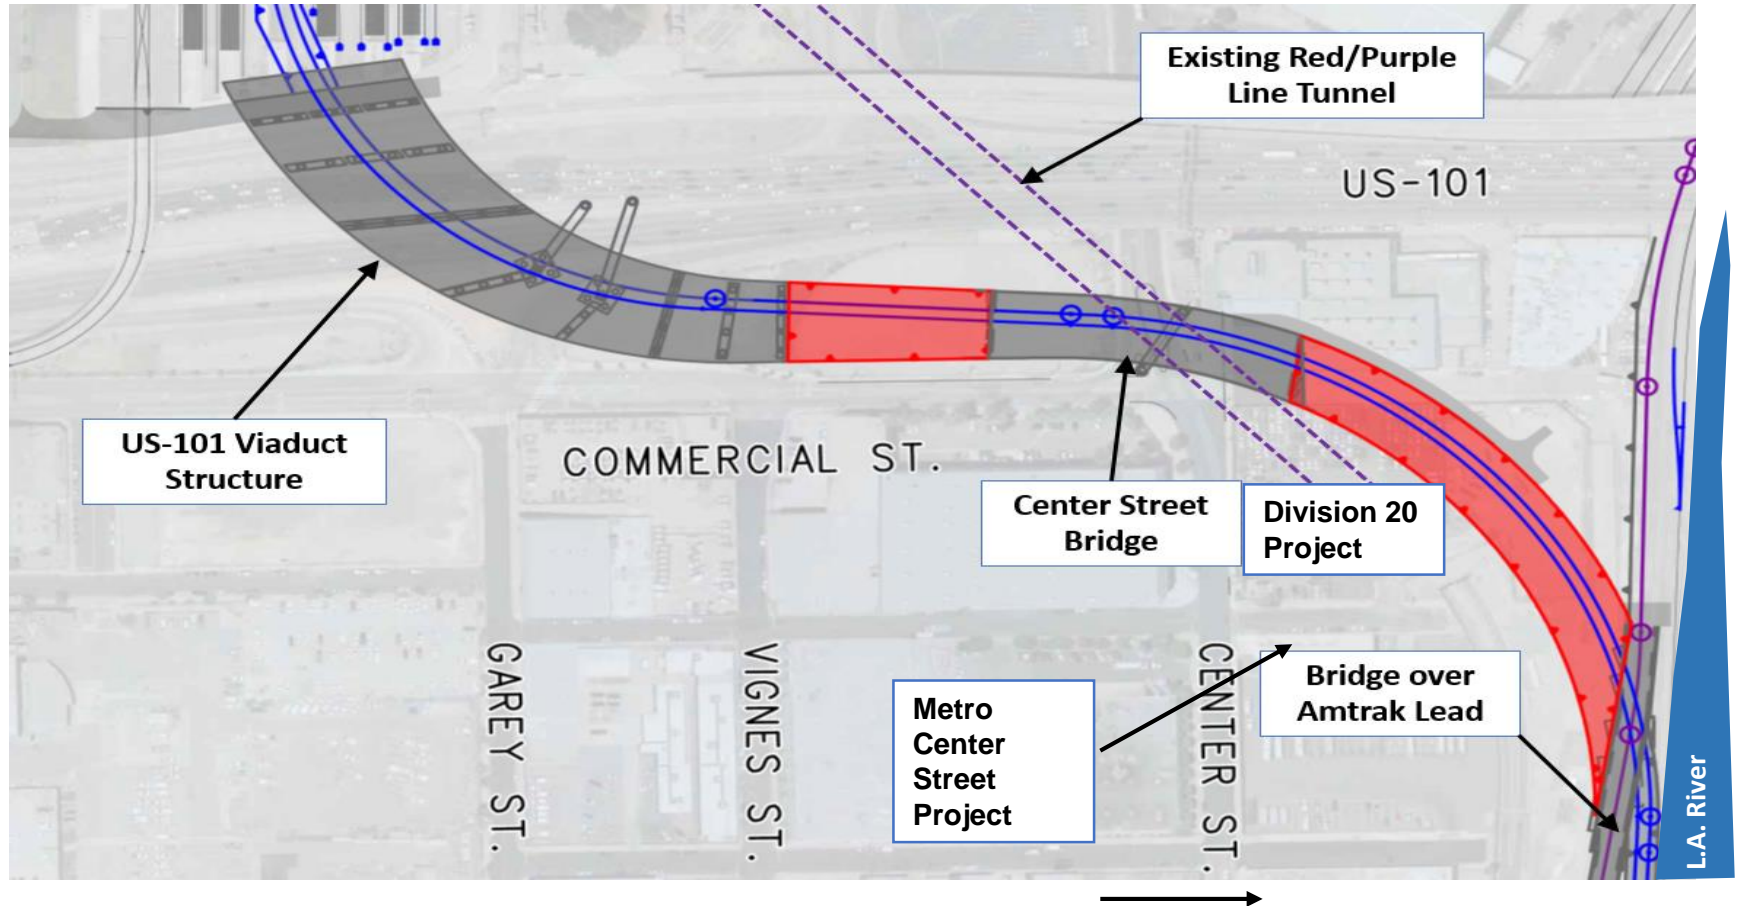 Existing Red/Purple
Line Tunnel
US-101
US-101 Viaduct
Structure
COMMERCIAL ST.
Center Street
Bridge
Division 20
Project
GAREY ST.
VIGNES ST.
CENTER ST.
Metro
Center
Street
Project
Bridge over
Amtrak Lead
L.A. River